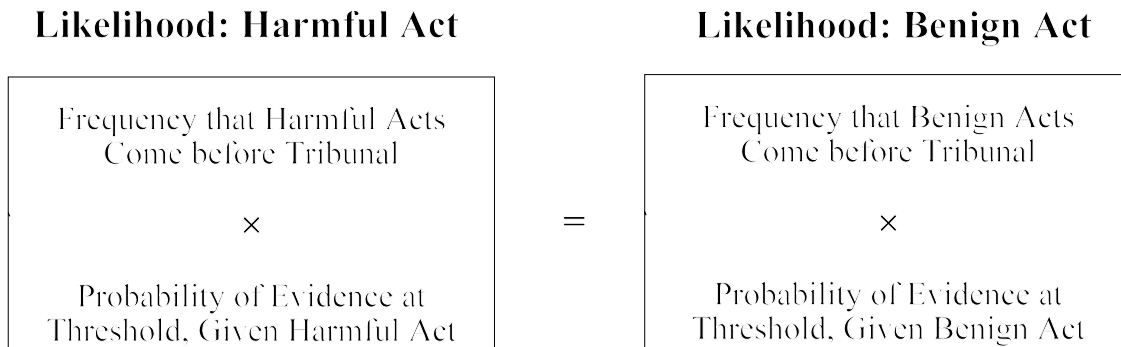 Likelihood: Harmful Act
Frequency that Harmful Acts
Come before Tribunal
×
Probability of Evidence at
Threshold, Given Harmful Act
=
Likelihood: Benign Act
Frequency that Benign Acts
Come before Tribunal
×
Probability of Evidence at
Threshold, Given Benign Act